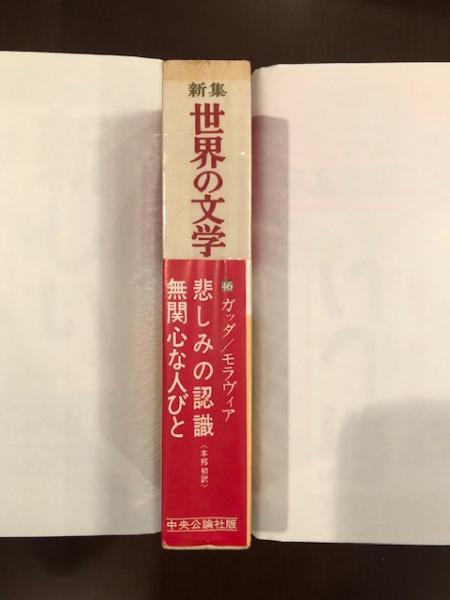 新集
世界の文学
46 ガッダ/モラヴィア
悲しみの認識〈本邦初訳〉
無関心な人びと
中央公論社版